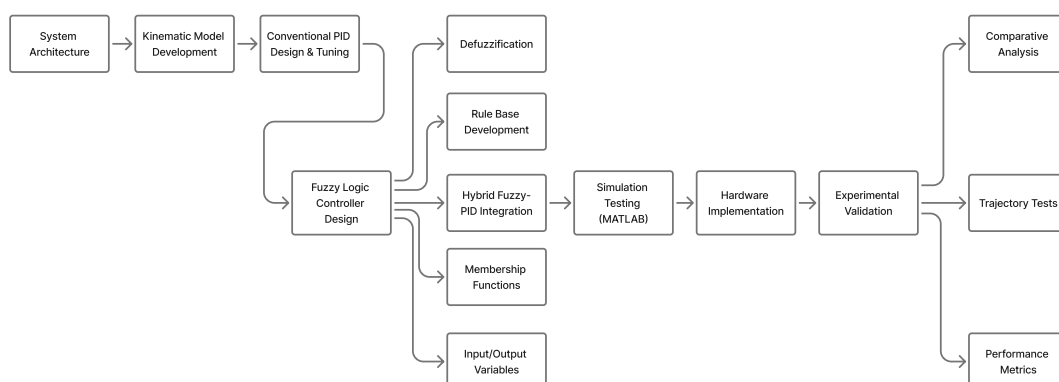 System
Architecture
Kinematic Model
Development
Conventional PID
Design & Tuning
Fuzzy Logic
Controller
Design
Defuzzification
Rule Base
Development
Hybrid Fuzzy-
PID Integration
Membership
Functions
Input/Output
Variables
Simulation
Testing
(MATLAB)
Hardware
Implementation
Experimental
Validation
Comparative
Analysis
Trajectory Tests
Performance
Metrics